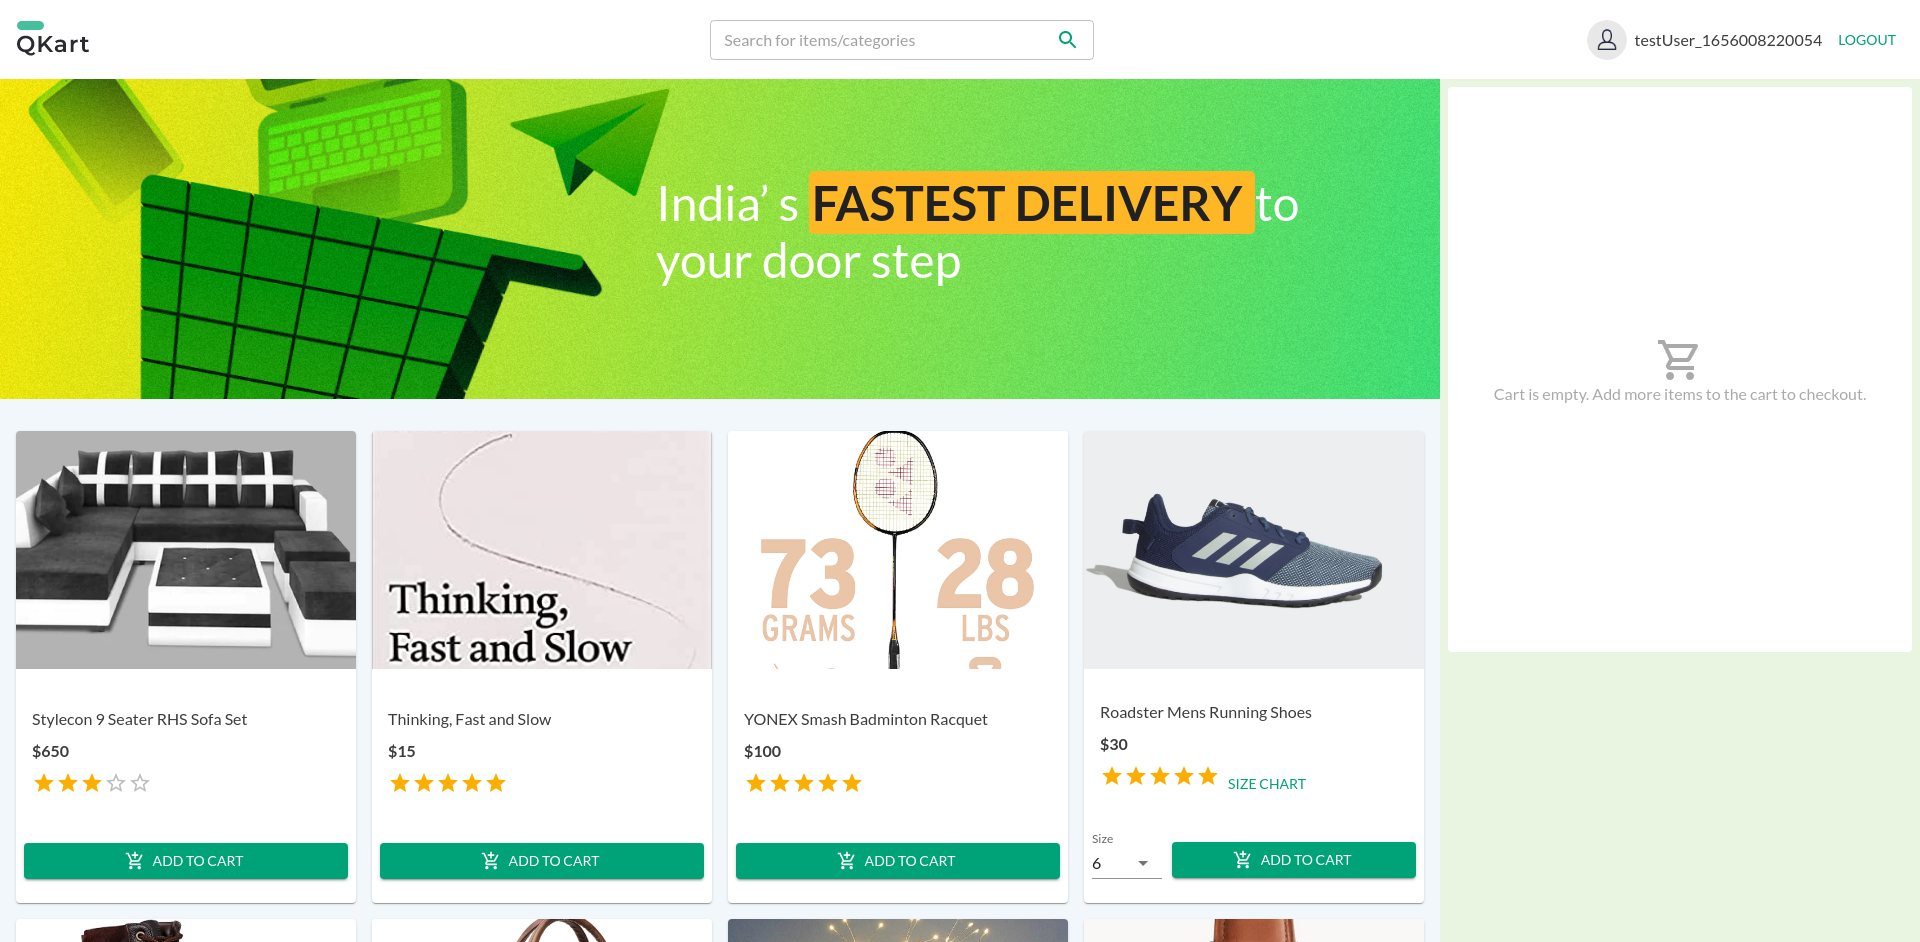 QKart
Search for items/categories
testUser_1656008220054
LOGOUT
India’ s FASTEST DELIVERY to
your door step
Cart is empty. Add more items to the cart to checkout.
Thinking,
Fast and Slow
73
GRAMS
28
LBS
Stylecon 9 Seater RHS Sofa Set
$650
ADD TO CART
Thinking, Fast and Slow
$15
ADD TO CART
YONEX Smash Badminton Racquet
$100
ADD TO CART
Roadster Mens Running Shoes
$30
SIZE CHART
Size
6
ADD TO CART